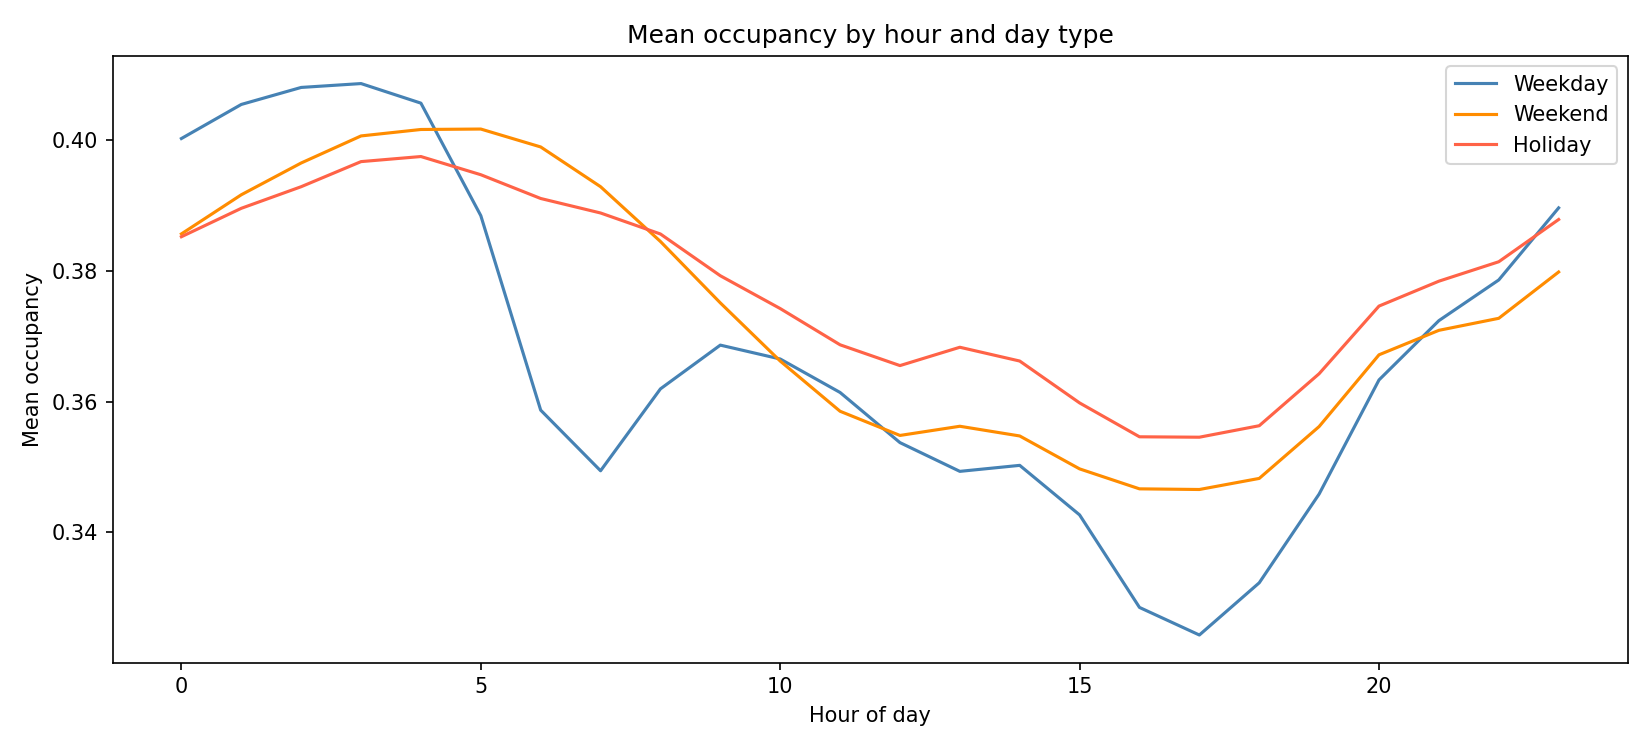 Mean occupancy by hour and day type
Weekday
Weekend
Holiday
Mean occupancy
0.40
0.38
0.36
0.34
0
5
10
15
20
Hour of day